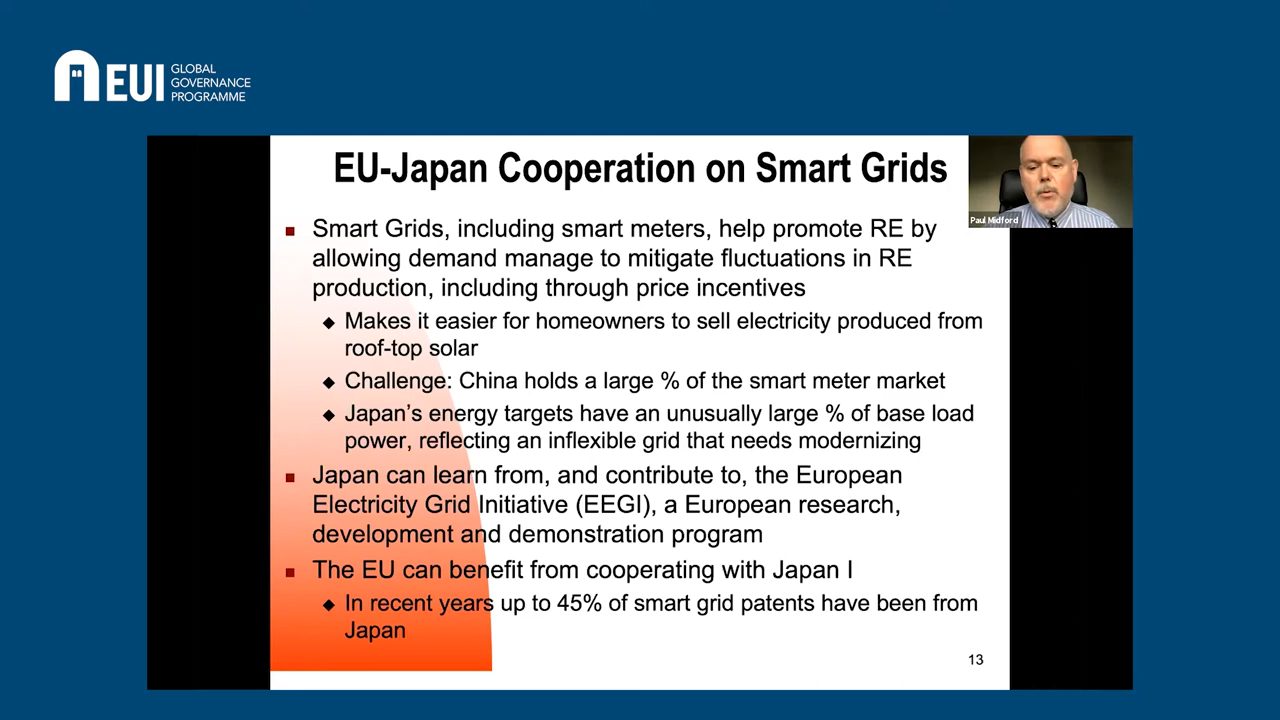 EUI
GLOBAL
GOVERNANCE
PROGRAMME
EU-Japan Cooperation on Smart Grids
Paul Midford
Smart Grids, including smart meters, help promote RE by
allowing demand manage to mitigate fluctuations in RE
production, including through price incentives
Makes it easier for homeowners to sell electricity produced from
roof-top solar
Challenge: China holds a large % of the smart meter market
Japan's energy targets have an unusually large % of base load
power, reflecting an inflexible grid that needs modernizing
Japan can learn from, and contribute to, the European
Electricity Grid Initiative (EEGI), a European research,
development and demonstration program
The EU can benefit from cooperating with Japan I
In recent years up to 45% of smart grid patents have been from
Japan
13